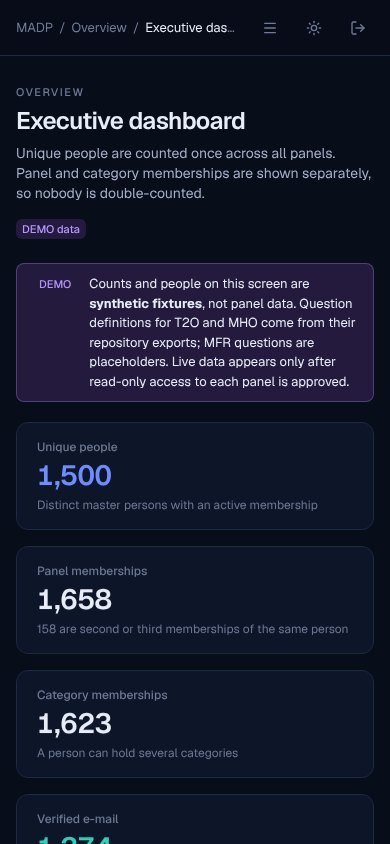 MADP / Overview / Executive das…
OVERVIEW
Executive dashboard
Unique people are counted once across all panels.
Panel and category memberships are shown separately,
so nobody is double-counted.
DEMO data
DEMO
Counts and people on this screen are
synthetic fixtures, not panel data. Question
definitions for T2O and MHO come from their
repository exports; MFR questions are
placeholders. Live data appears only after
read-only access to each panel is approved.
Unique people
1,500
Distinct master persons with an active membership
Panel memberships
1,658
158 are second or third memberships of the same person
Category memberships
1,623
A person can hold several categories
Verified e-mail